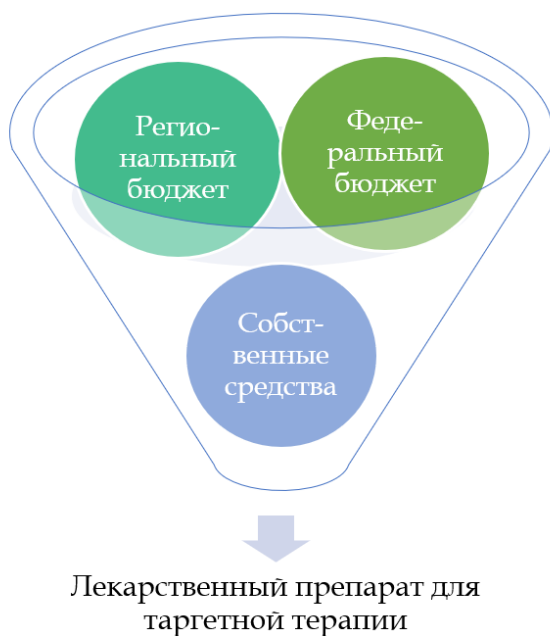 Регио-
нальный
бюджет
Феде-
ральный
бюджет
Собст-
венные
средства
Лекарственный препарат для
таргетной терапии